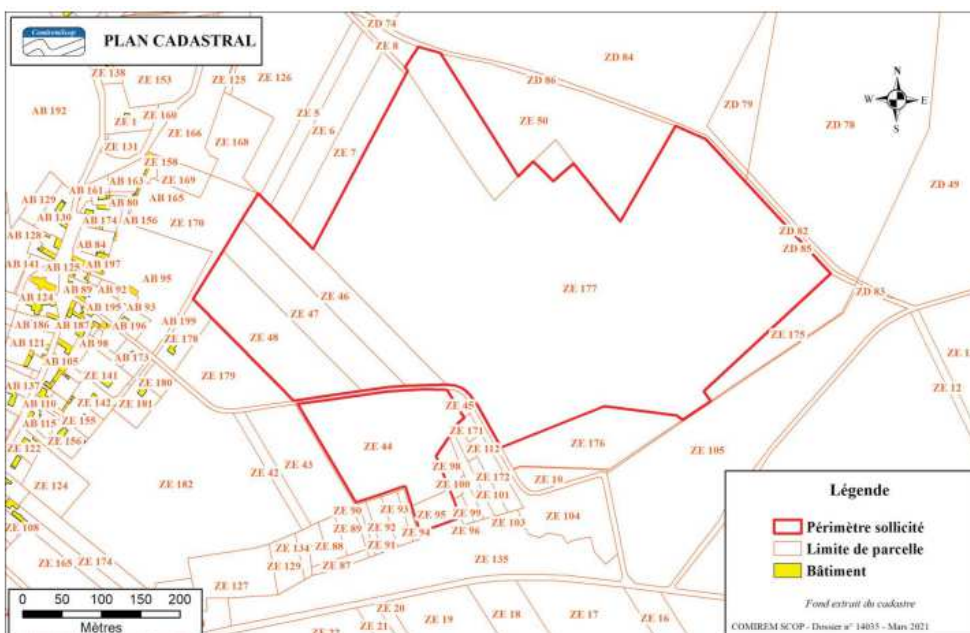 ComiremScop
PLAN CADASTRAL
ZD 74
ZE 8
ZE 138
ZE 153
ZE 125
ZE 126
ZD 86
ZD 84
N
W E
S
AB 192
ZE 5
ZD 79
ZE 1
ZE 160
ZE 166
ZE 6
ZE 50
ZD 78
ZE 131
ZE 168
ZE 7
ZE 158
AB 163
ZE 169
AB 161
AB 129
AB 80
AB 165
ZD 49
AB 130
AB 174
AB 156
ZE 170
AB 128
AB 84
ZD 82
ZD 85
AB 141
AB 125
AB 197
AB 95
AB 124
AB 89
AB 92
ZE 46
ZE 177
ZD 83
AB 195
AB 93
ZE 47
AB 186
AB 187
AB 196
AB 199
ZE 48
ZE 175
AB 121
AB 98
ZE 178
AB 105
AB 173
ZE 179
ZE 1
AB 137
ZE 141
ZE 180
ZE 12
AB 110
ZE 142
ZE 181
ZE 45
AB 115
ZE 155
ZE 171
ZE 156
ZE 44
ZE 112
ZE 176
ZE 105
ZE 122
ZE 43
ZE 98
ZE 42
ZE 100
ZE 172
ZE 10
ZE 124
ZE 182
ZE 101
ZE 90
ZE 93
ZE 95
ZE 99
ZE 103
ZE 104
ZE 108
ZE 89
ZE 92
ZE 94
ZE 96
ZE 134
ZE 88
ZE 91
ZE 165
ZE 174
ZE 129
ZE 87
ZE 135
ZE 127
ZE 20
ZE 18
ZE 17
ZE 16
ZE 19
ZE 21
ZE 22
0 50 100 150 200
Mètres
Légende
Périmètre sollicité
Limite de parcelle
Bâtiment
Fond extrait du cadastre
COMIREM SCOP - Dossier n° 14035 - Mars 2021